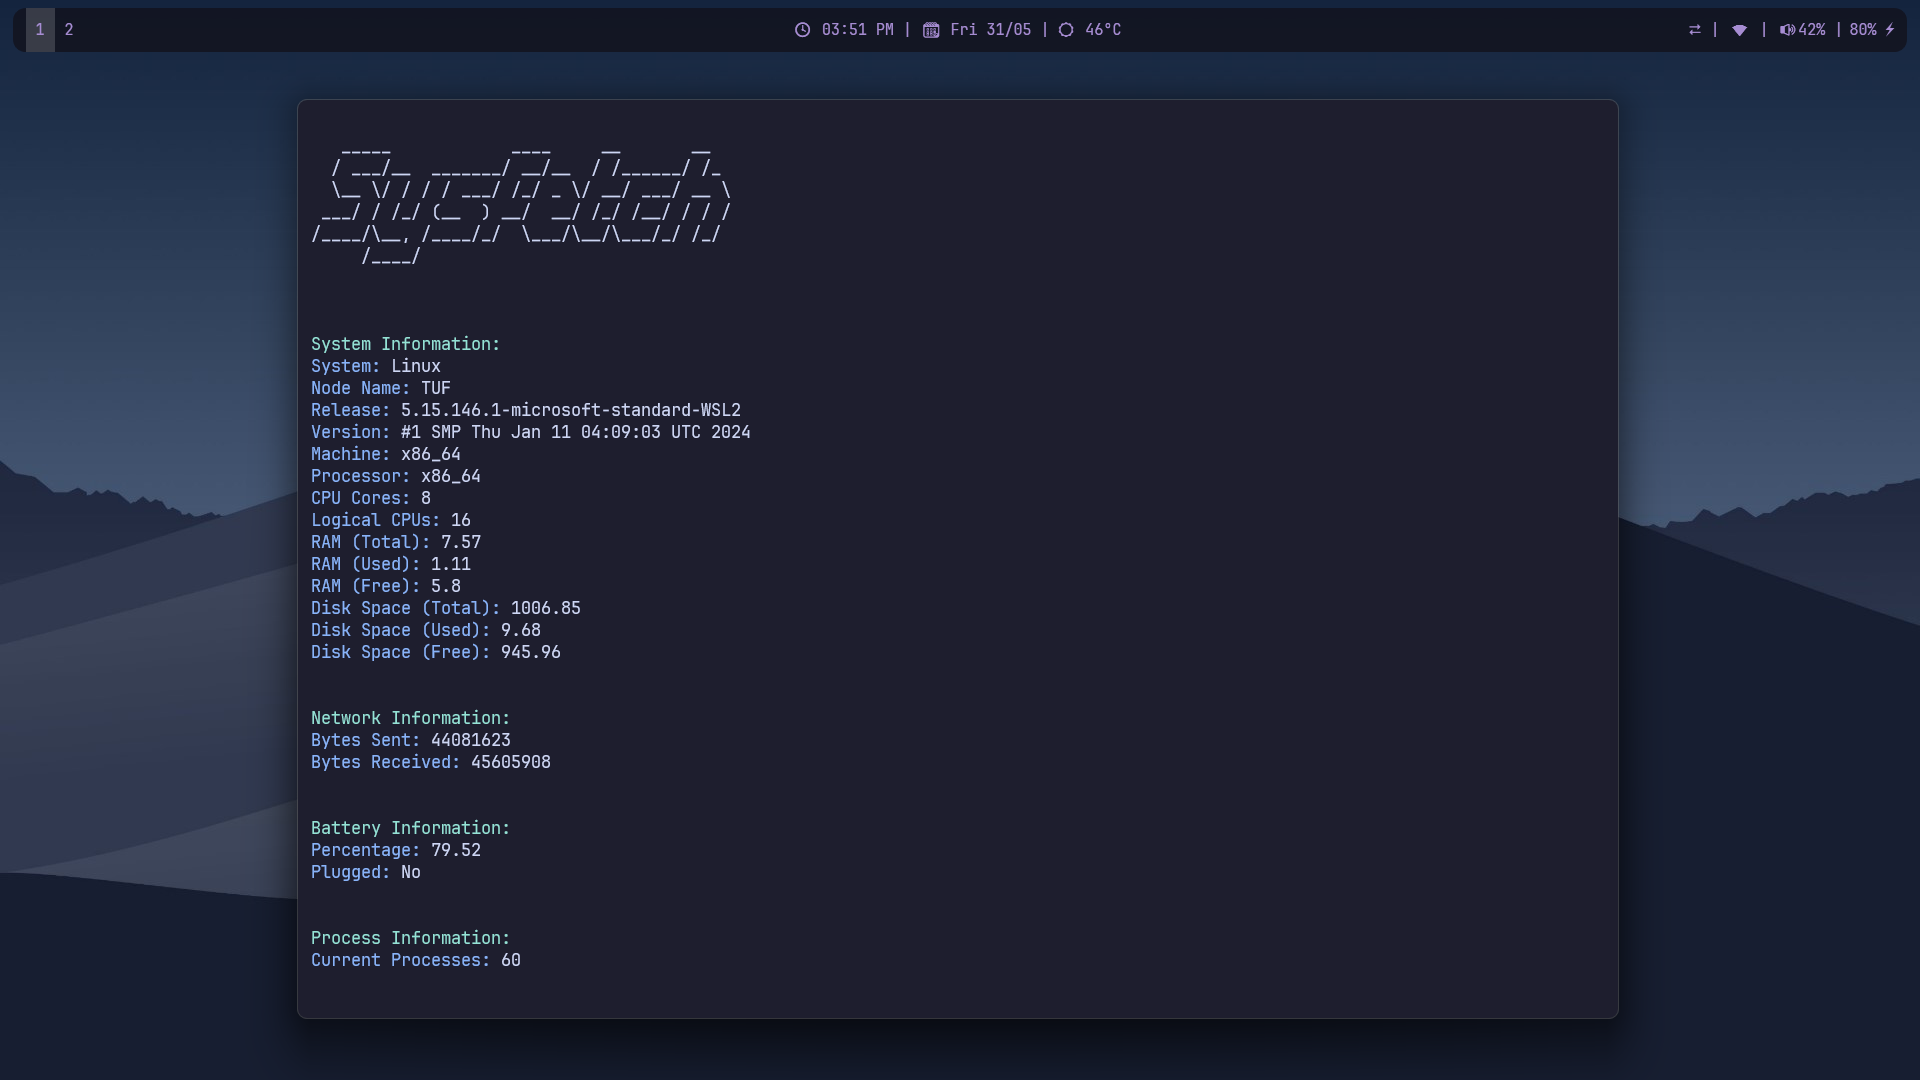 1 2 03:51 PM | Fri 31/05 | 46°C | | 42% | 80%
    _____            ____     __       __
  / ___/__  _______/ __/__  / /______/ /_
  \__ \/ / / / ___/ /_/ _ \/ __/ ___/ __ \
 ___/ / /_/ (__  ) __/  __/ /_/ /__/ / / /
/____/\__, /____/_/  \___/\__/\___/_/ /_/
     /____/
System Information:
System: Linux
Node Name: TUF
Release: 5.15.146.1-microsoft-standard-WSL2
Version: #1 SMP Thu Jan 11 04:09:03 UTC 2024
Machine: x86_64
Processor: x86_64
CPU Cores: 8
Logical CPUs: 16
RAM (Total): 7.57
RAM (Used): 1.11
RAM (Free): 5.8
Disk Space (Total): 1006.85
Disk Space (Used): 9.68
Disk Space (Free): 945.96
Network Information:
Bytes Sent: 44081623
Bytes Received: 45605908
Battery Information:
Percentage: 79.52
Plugged: No
Process Information:
Current Processes: 60